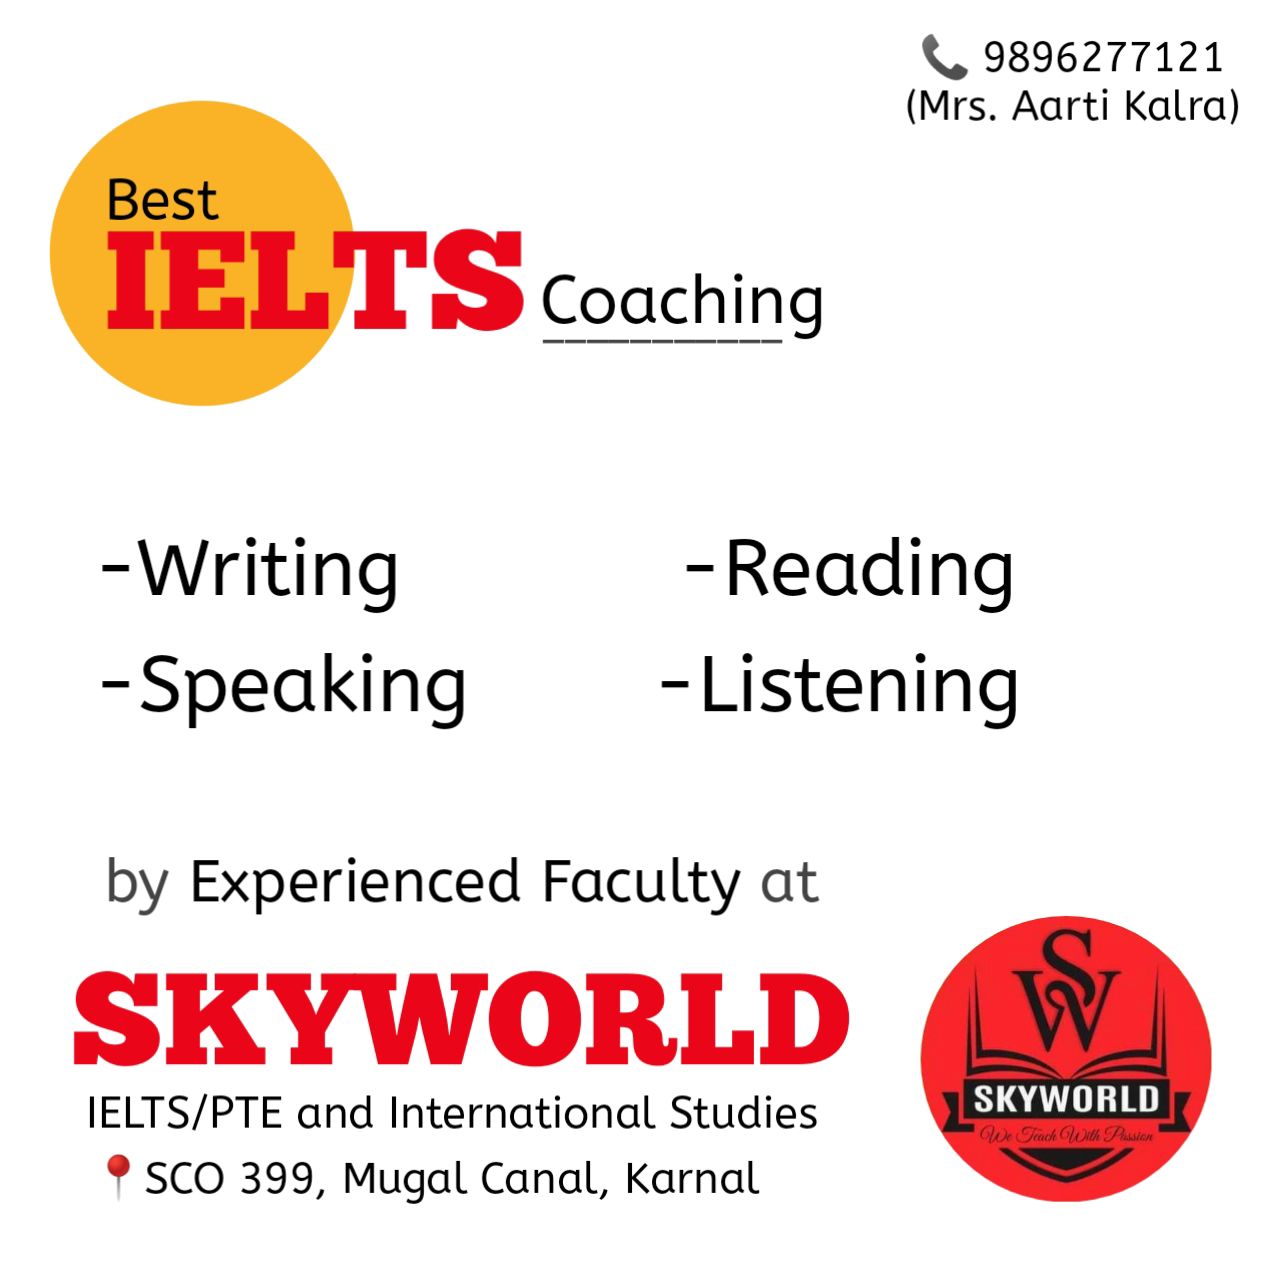 📞 9896277121
(Mrs. Aarti Kalra)
Best
IELTS Coaching
-Writing -Reading
-Speaking -Listening
by Experienced Faculty at
SKYWORLD
IELTS/PTE and International Studies
📍SCO 399, Mugal Canal, Karnal
SW
SKYWORLD
We Teach With Passion